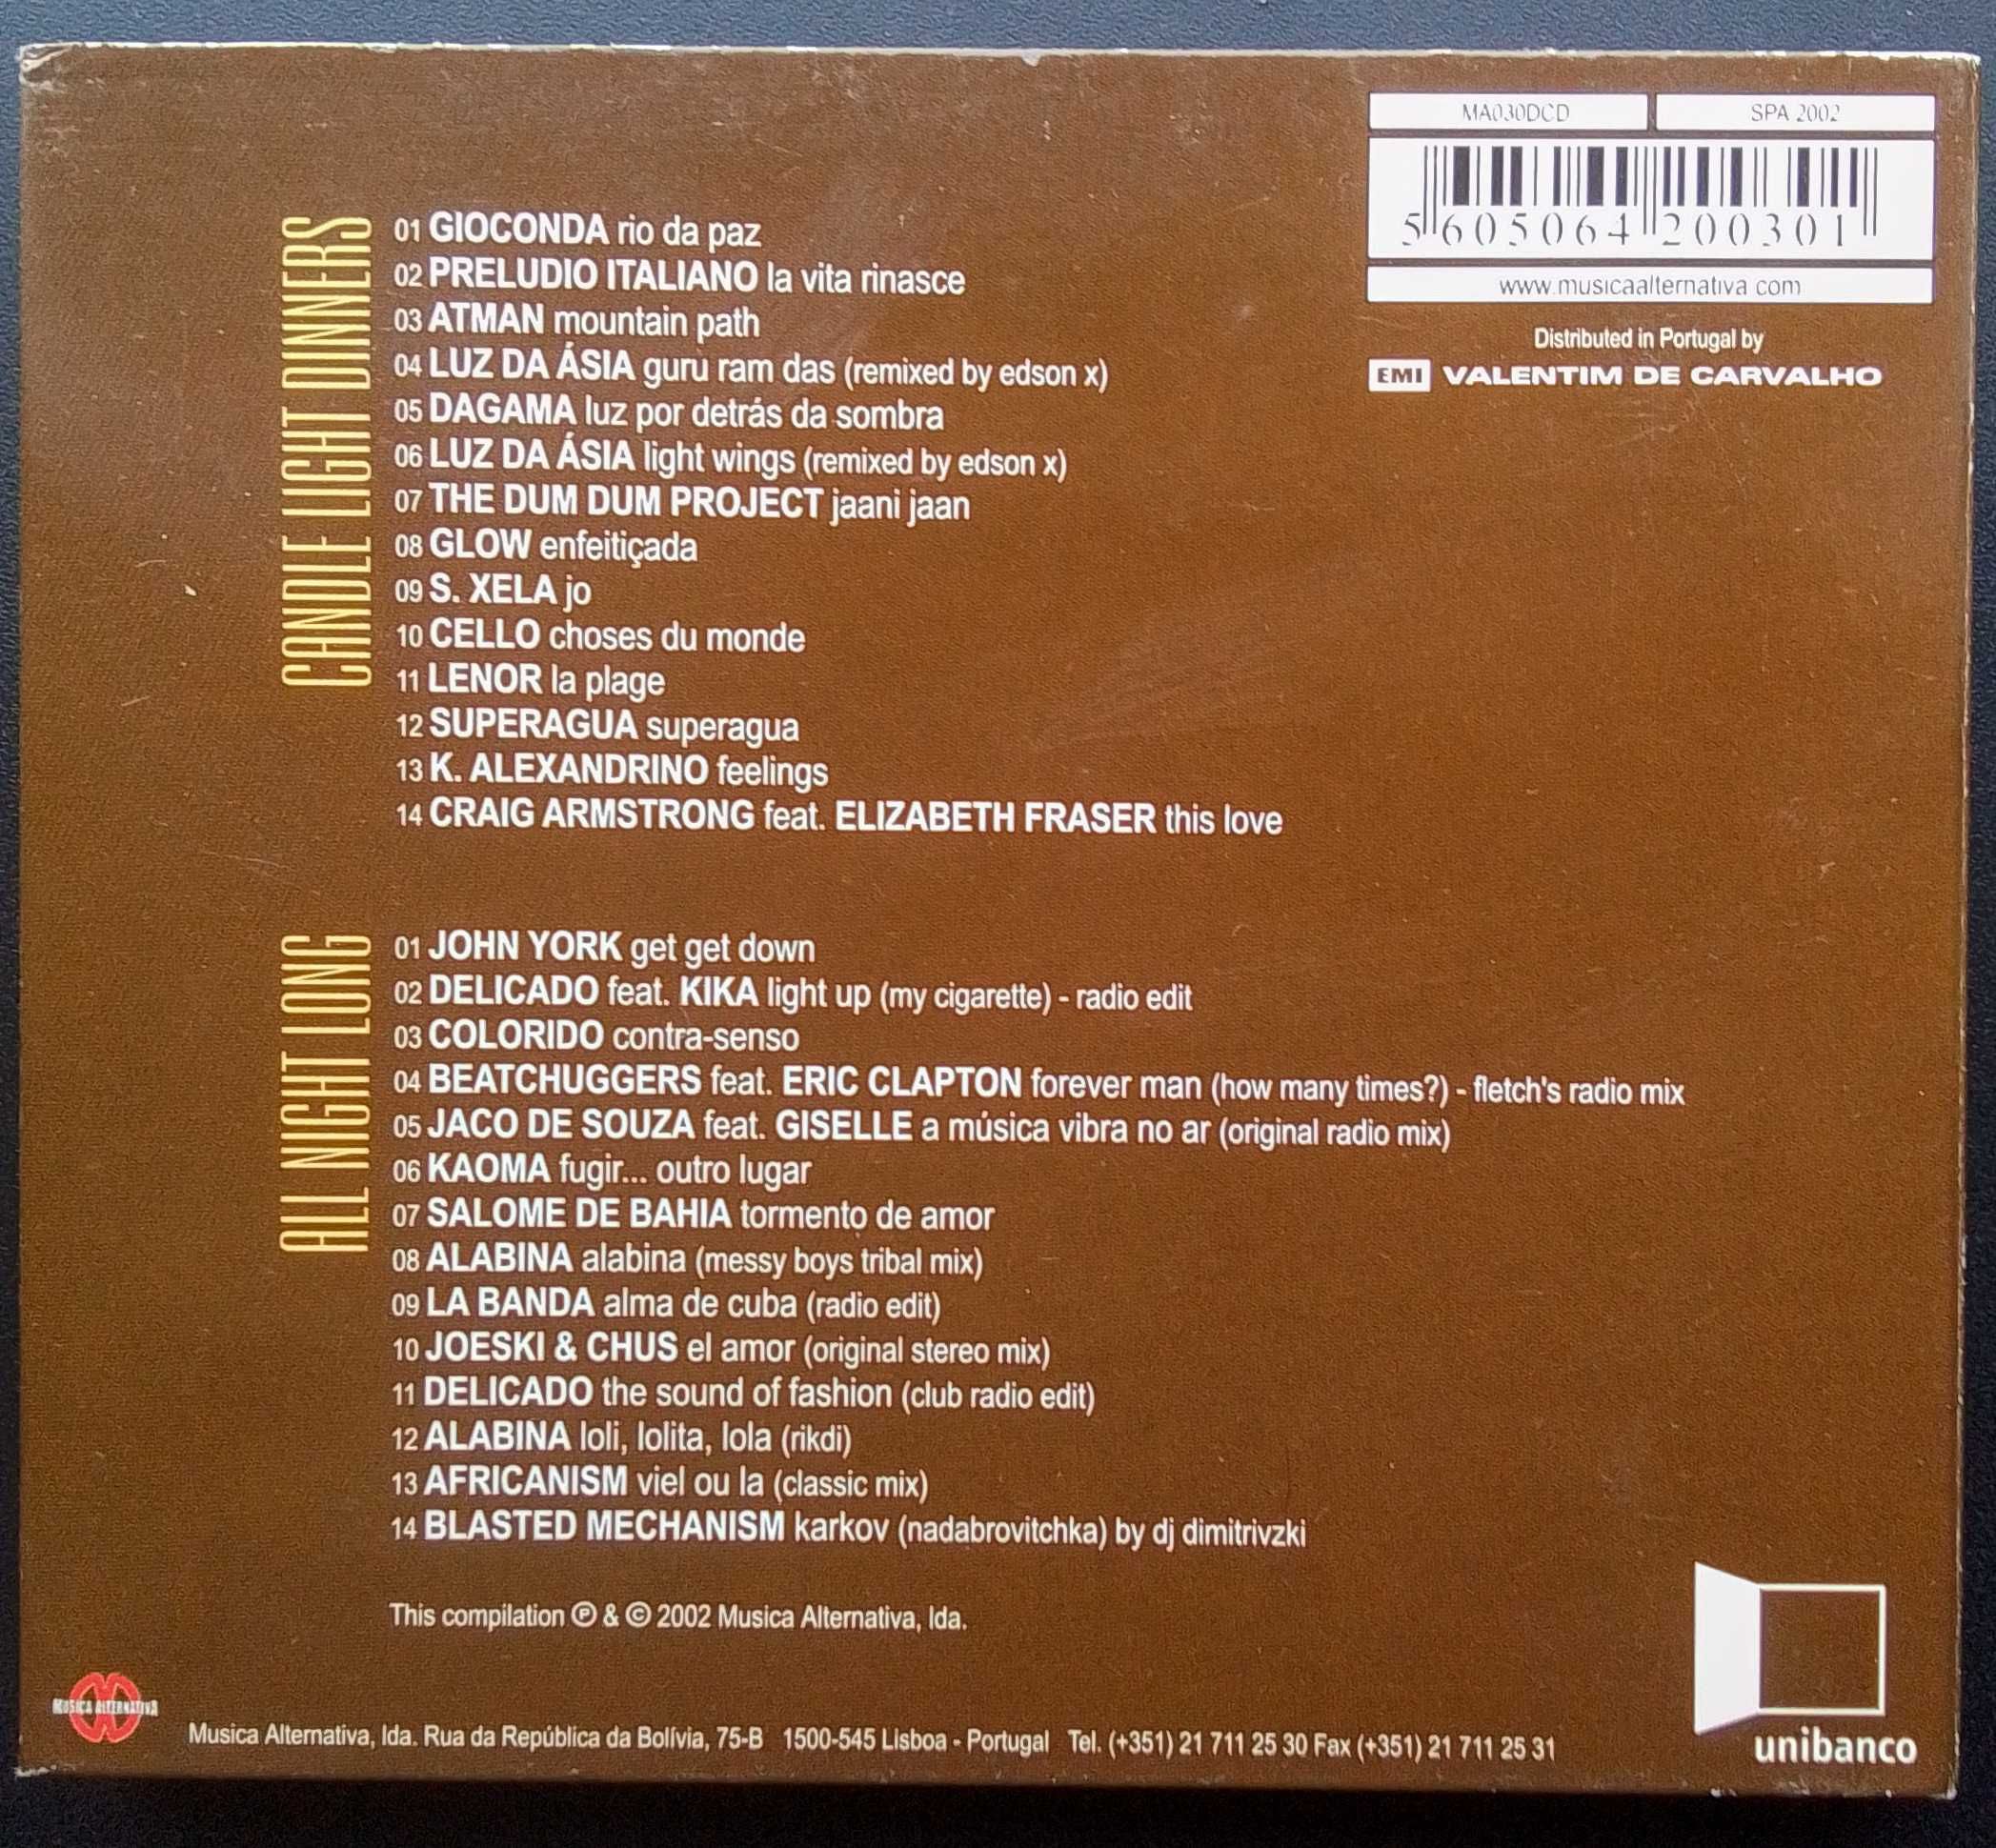 MA030DCD
SPA 2002
5 605064 200301
www.musicaalternativa.com
Distributed in Portugal by
EMI VALENTIM DE CARVALHO
CANDLE LIGHT DINNERS
01 GIOCONDA rio da paz
02 PRELUDIO ITALIANO la vita rinasce
03 ATMAN mountain path
04 LUZ DA ÁSIA guru ram das (remixed by edson x)
05 DAGAMA luz por detrás da sombra
06 LUZ DA ÁSIA light wings (remixed by edson x)
07 THE DUM DUM PROJECT jaani jaan
08 GLOW enfeitiçada
09 S. XELA jo
10 CELLO choses du monde
11 LENOR la plage
12 SUPERAGUA superagua
13 K. ALEXANDRINO feelings
14 CRAIG ARMSTRONG feat. ELIZABETH FRASER this love
ALL NIGHT LONG
01 JOHN YORK get get down
02 DELICADO feat. KIKA light up (my cigarette) - radio edit
03 COLORIDO contra-senso
04 BEATCHUGGERS feat. ERIC CLAPTON forever man (how many times?) - fletch's radio mix
05 JACO DE SOUZA feat. GISELLE a música vibra no ar (original radio mix)
06 KAOMA fugir... outro lugar
07 SALOME DE BAHIA tormento de amor
08 ALABINA alabina (messy boys tribal mix)
09 LA BANDA alma de cuba (radio edit)
10 JOESKI & CHUS el amor (original stereo mix)
11 DELICADO the sound of fashion (club radio edit)
12 ALABINA loli, lolita, lola (rikdi)
13 AFRICANISM viel ou la (classic mix)
14 BLASTED MECHANISM karkov (nadabrovitchka) by dj dimitrivzki
This compilation ℗ & © 2002 Musica Alternativa, lda.
MUSICA ALTERNATIVA
Musica Alternativa, lda. Rua da República da Bolívia, 75-B 1500-545 Lisboa - Portugal Tel. (+351) 21 711 25 30 Fax (+351) 21 711 25 31
unibanco